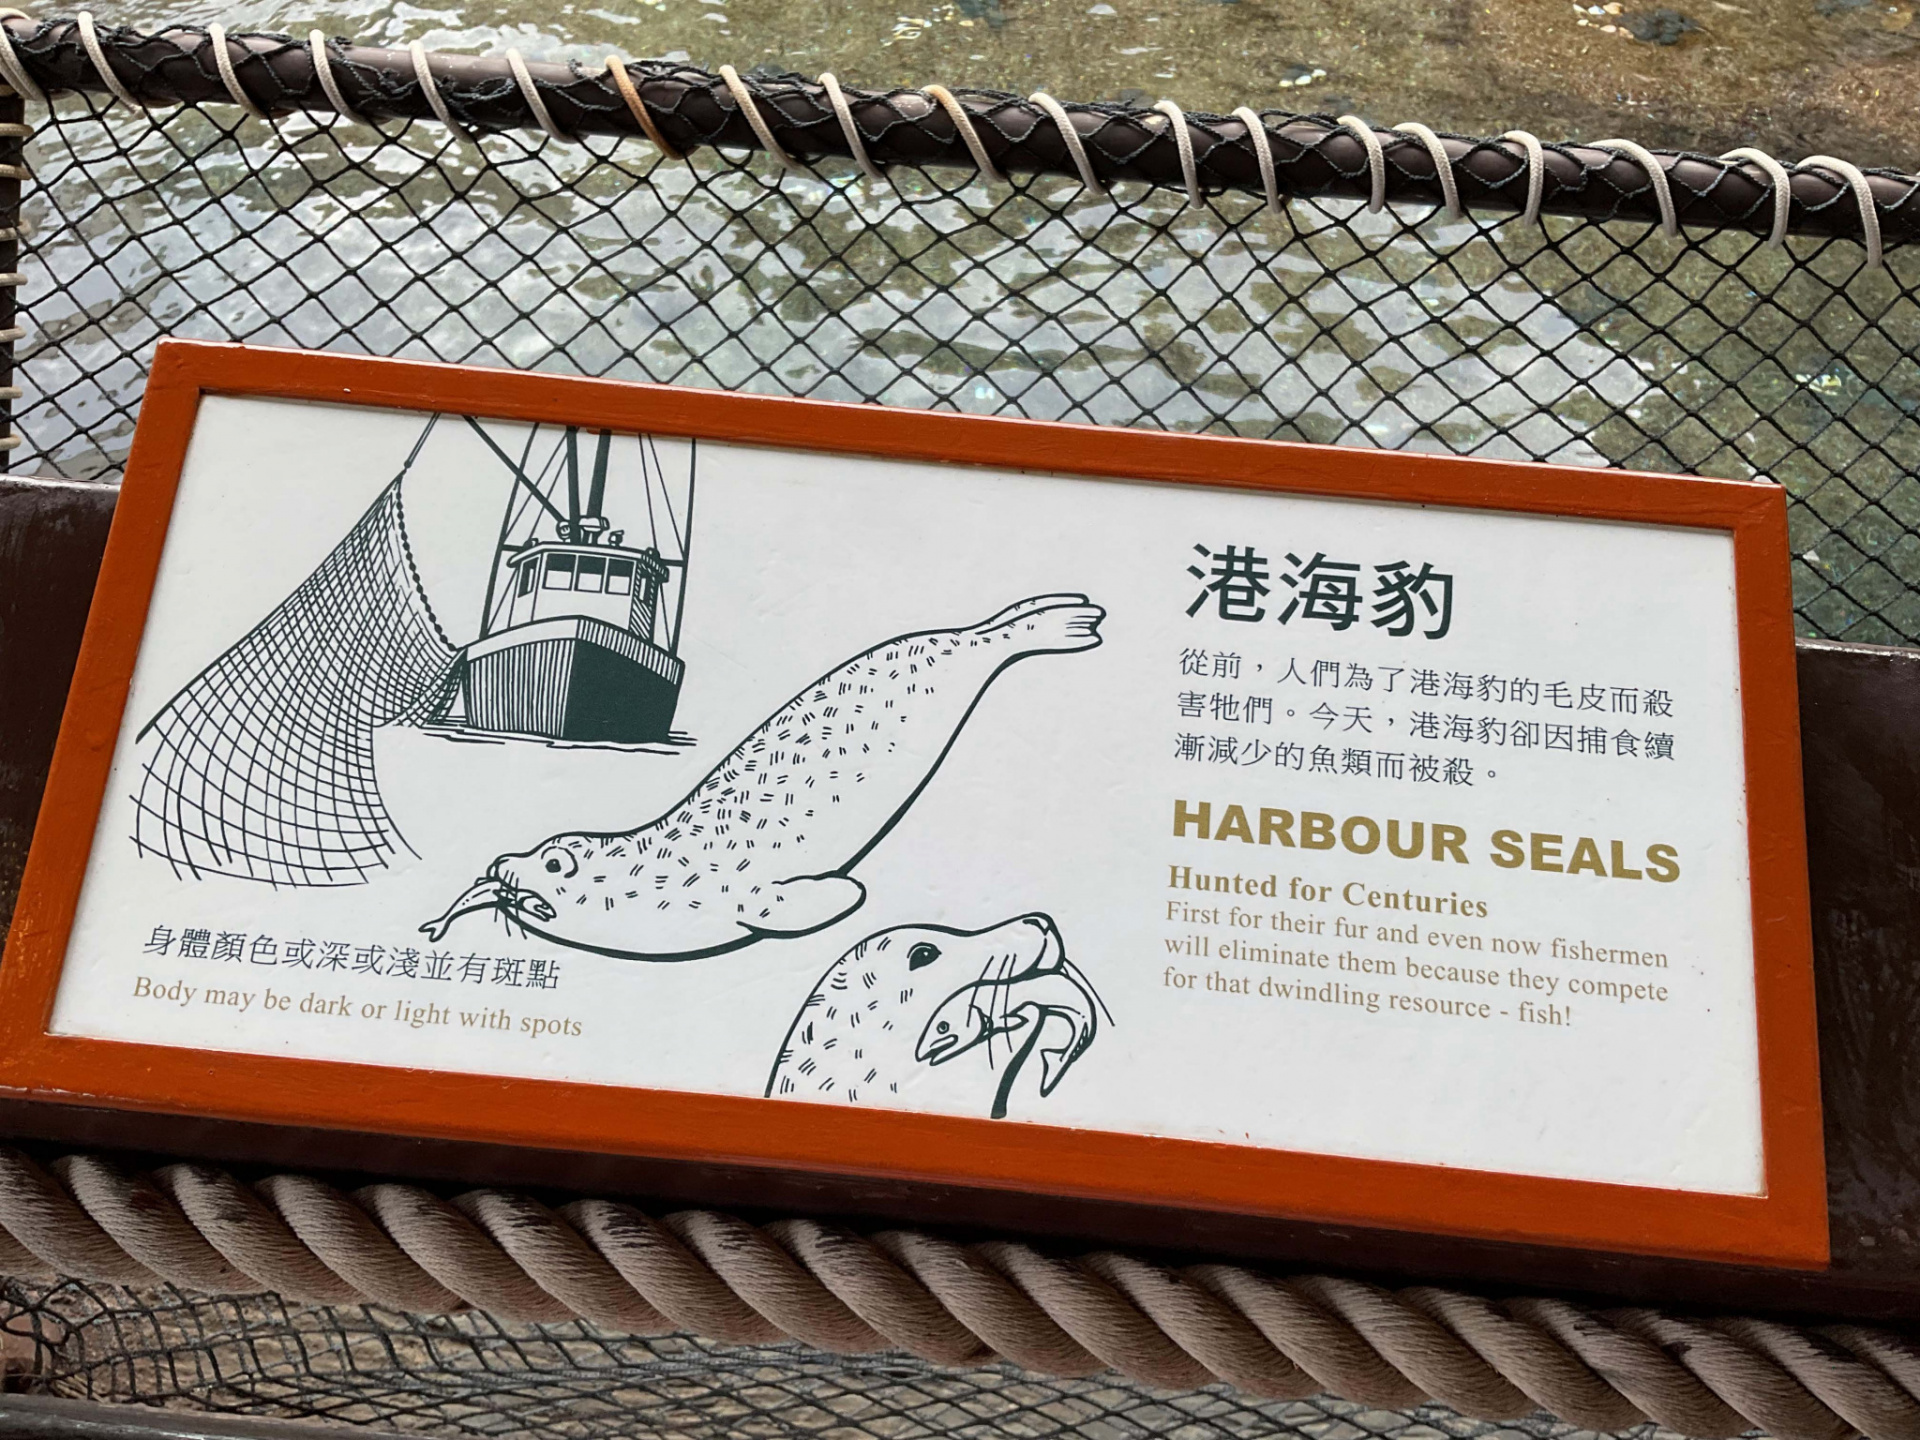 港海豹
從前，人們為了港海豹的毛皮而殺
害牠們。今天，港海豹卻因捕食續
漸減少的魚類而被殺。
HARBOUR SEALS
Hunted for Centuries
First for their fur and even now fishermen
will eliminate them because they compete
for that dwindling resource - fish!
身體顏色或深或淺並有斑點
Body may be dark or light with spots